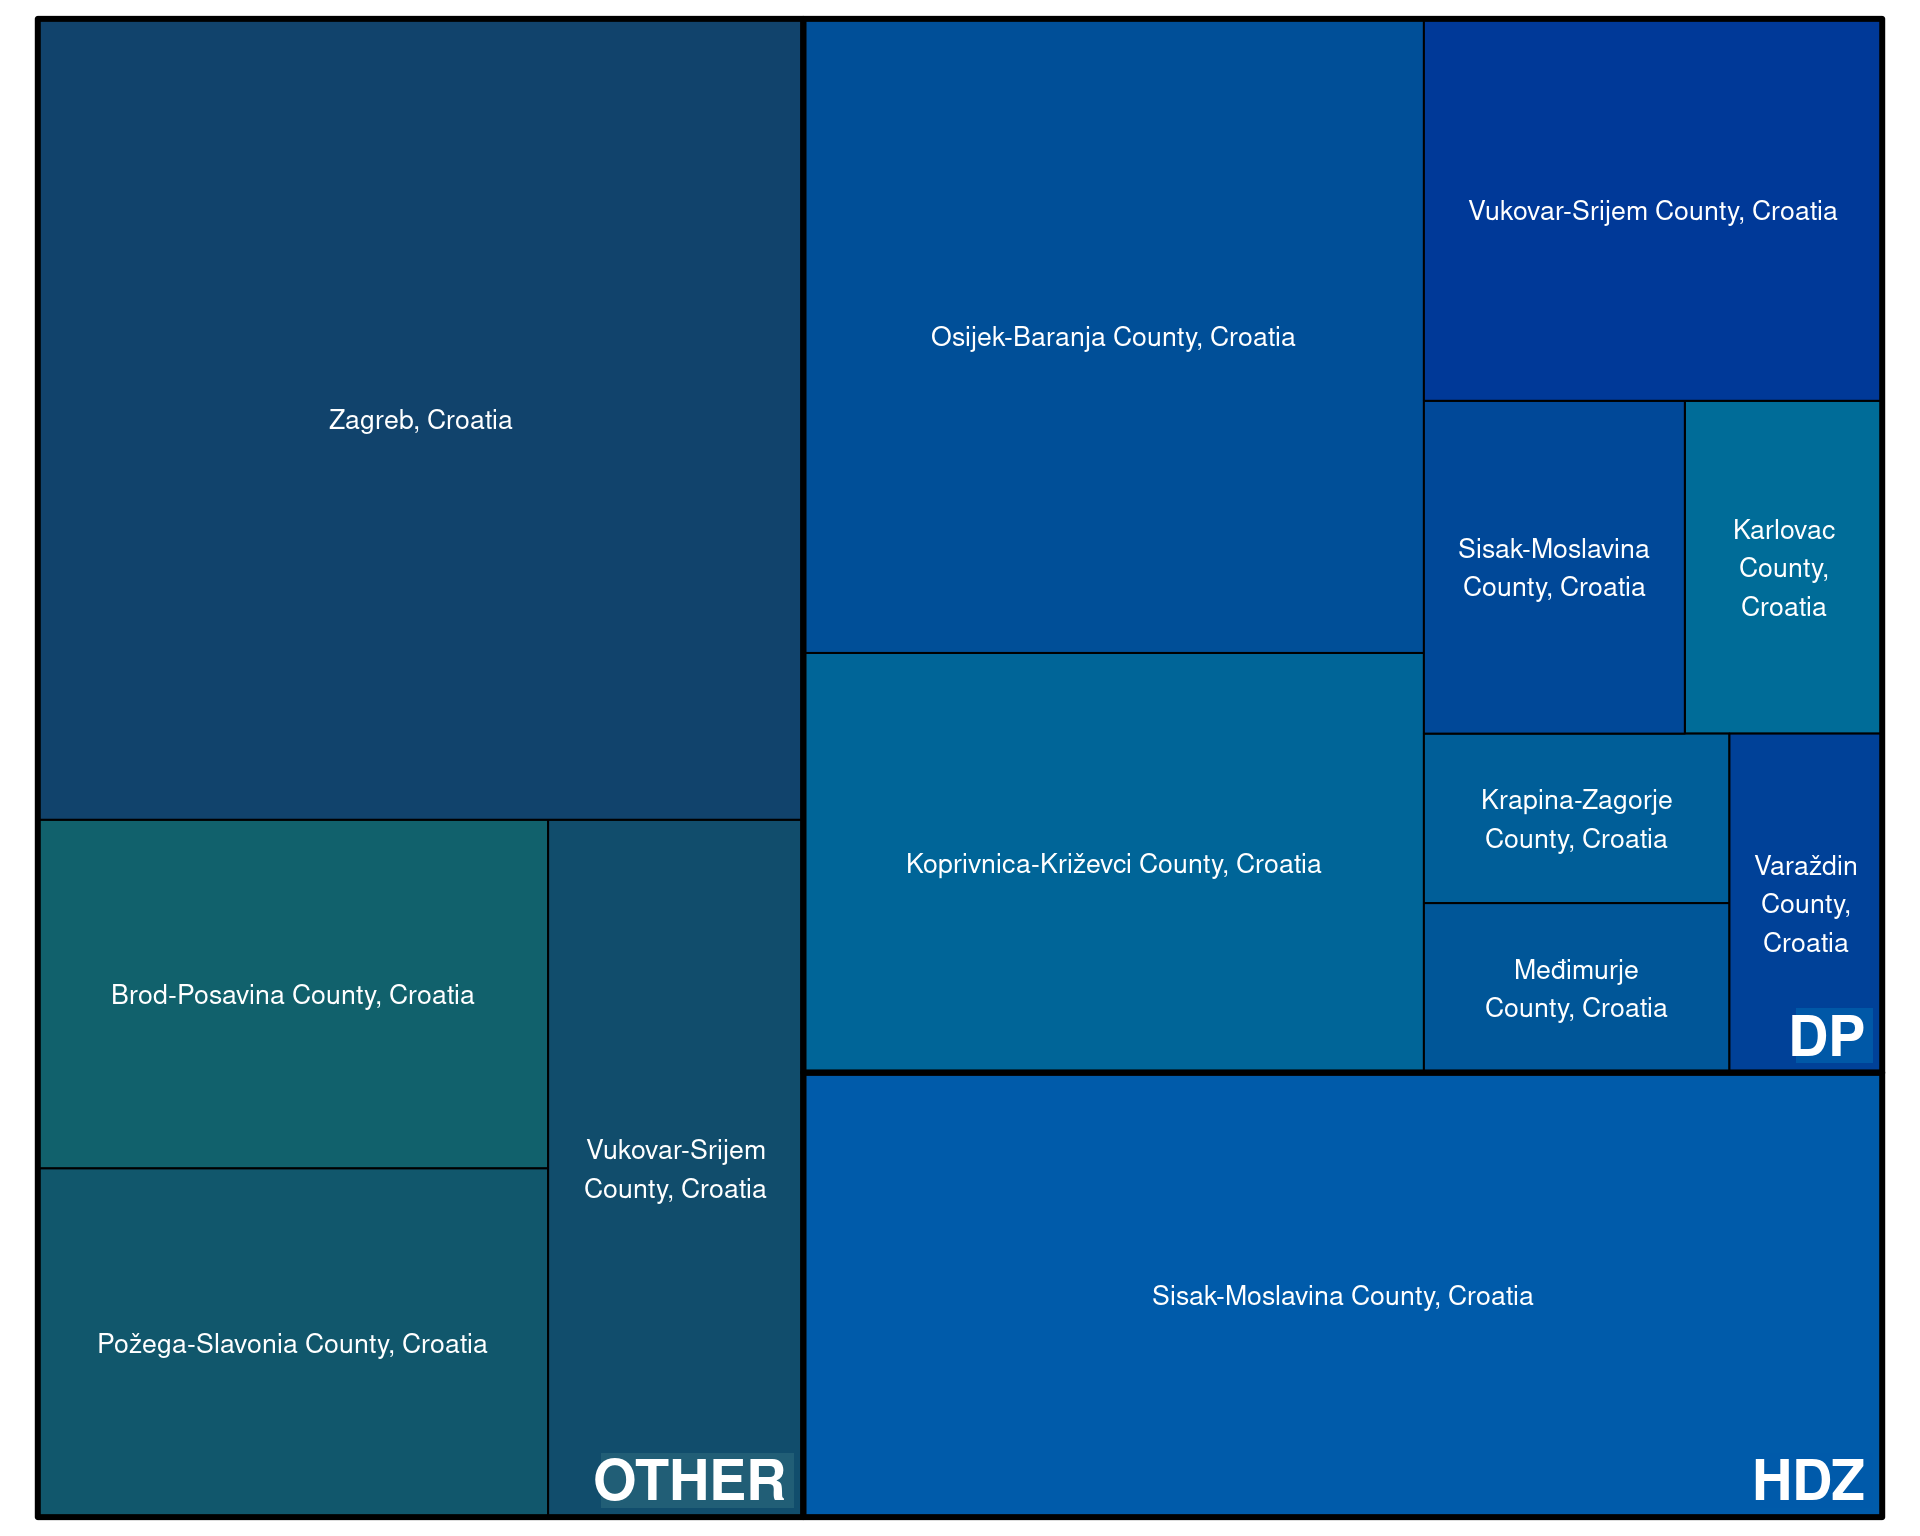 Zagreb, Croatia
Brod-Posavina County, Croatia
Požega-Slavonia County, Croatia
Vukovar-Srijem
County, Croatia
OTHER
Osijek-Baranja County, Croatia
Koprivnica-Križevci County, Croatia
Vukovar-Srijem County, Croatia
Sisak-Moslavina
County, Croatia
Karlovac
County,
Croatia
Krapina-Zagorje
County, Croatia
Međimurje
County, Croatia
Varaždin
County,
Croatia
DP
Sisak-Moslavina County, Croatia
HDZ